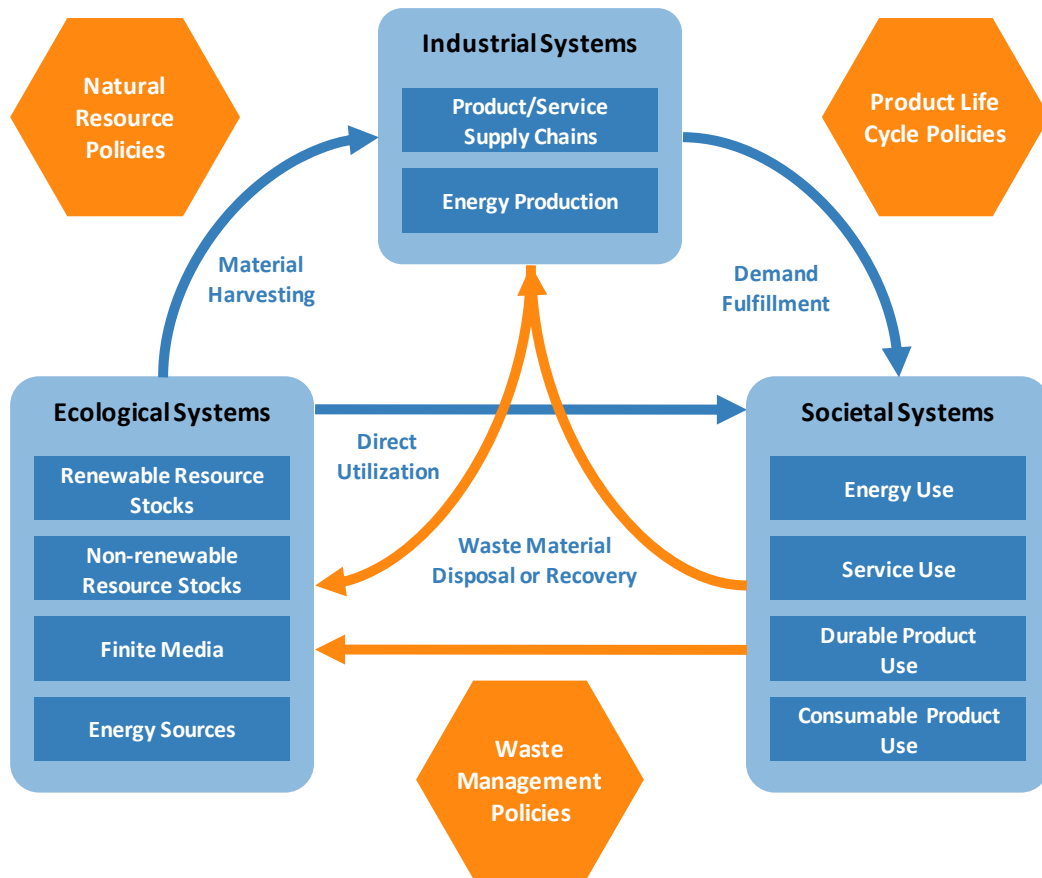 Industrial Systems
Product/Service
Supply Chains
Energy Production
Natural
Resource
Policies
Product Life
Cycle Policies
Material
Harvesting
Demand
Fulfillment
Ecological Systems
Renewable Resource
Stocks
Non-renewable
Resource Stocks
Finite Media
Energy Sources
Direct
Utilization
Waste Material
Disposal or Recovery
Societal Systems
Energy Use
Service Use
Durable Product
Use
Consumable Product
Use
Waste
Management
Policies